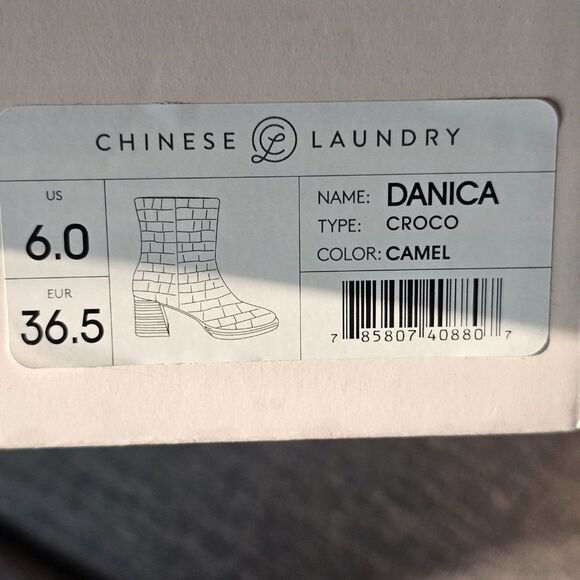 CHINESE LAUNDRY
US
6.0
EUR
36.5
NAME: DANICA
TYPE: CROCO
COLOR: CAMEL
7 85807 40880 7